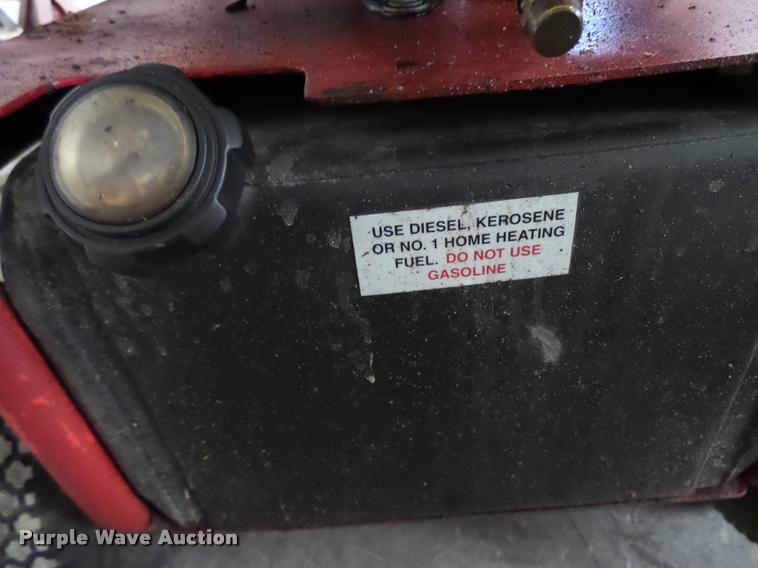 USE DIESEL, KEROSENE
OR NO. 1 HOME HEATING
FUEL. DO NOT USE
GASOLINE
Purple Wave Auction